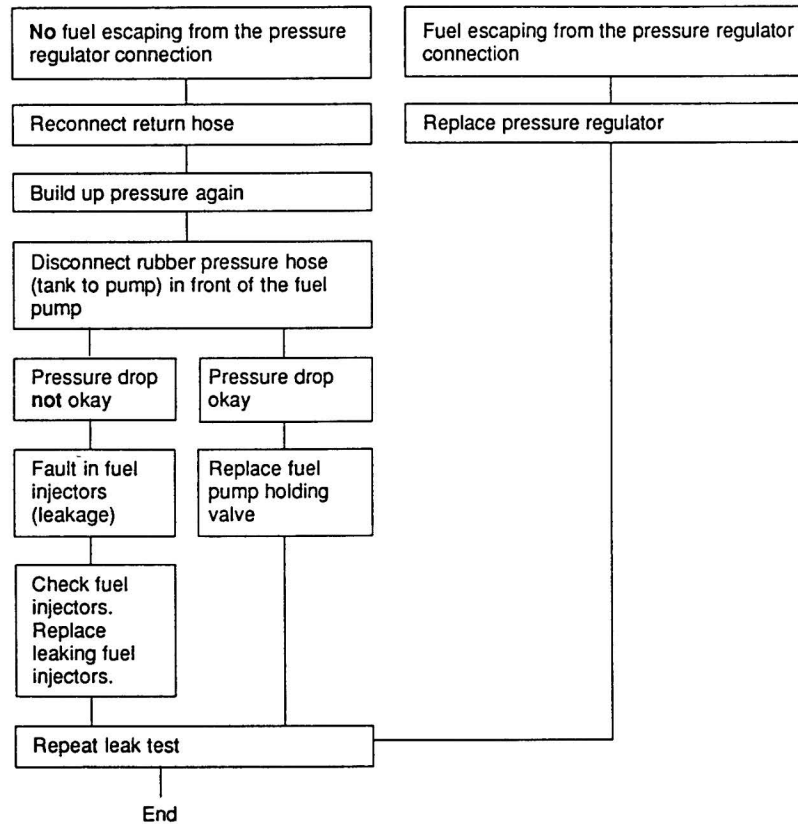 No fuel escaping from the pressure
regulator connection
Reconnect return hose
Build up pressure again
Disconnect rubber pressure hose
(tank to pump) in front of the fuel
pump
Pressure drop
not okay
Fault in fuel
injectors
(leakage)
Check fuel
injectors.
Replace
leaking fuel
injectors.
Pressure drop
okay
Replace fuel
pump holding
valve
Fuel escaping from the pressure regulator
connection
Replace pressure regulator
Repeat leak test
End